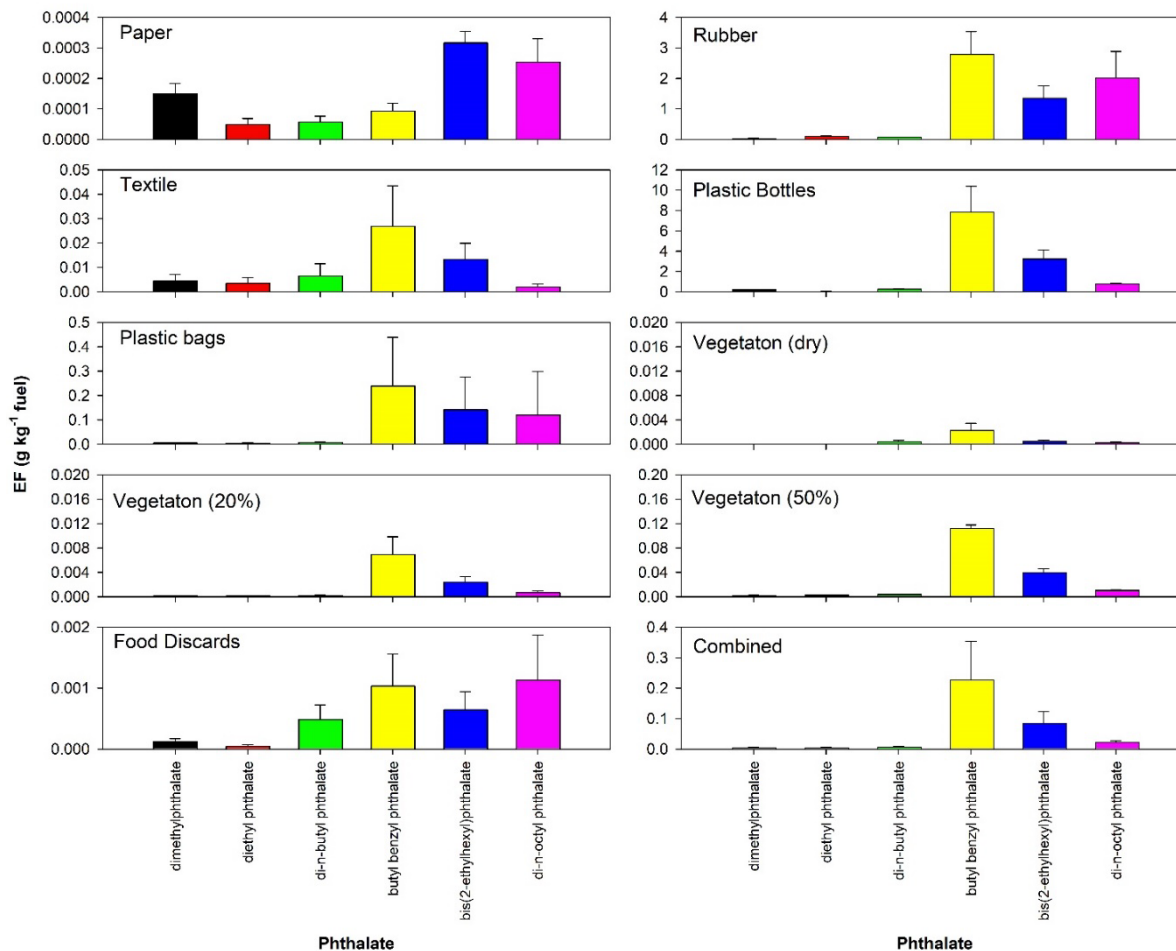 EF (g kg⁻¹ fuel)
Paper
0.0004
0.0003
0.0002
0.0001
0.0000
Rubber
4
3
2
1
0
Textile
0.05
0.04
0.03
0.02
0.01
0.00
Plastic Bottles
12
10
8
6
4
2
0
Plastic bags
0.5
0.4
0.3
0.2
0.1
0.0
Vegetaton (dry)
0.020
0.016
0.012
0.008
0.004
0.000
Vegetaton (20%)
0.020
0.016
0.012
0.008
0.004
0.000
Vegetaton (50%)
0.20
0.16
0.12
0.08
0.04
0.00
Food Discards
0.002
0.001
0.000
Combined
0.4
0.3
0.2
0.1
0.0
dimethylphthalate
diethyl phthalate
di-n-butyl phthalate
butyl benzyl phthalate
bis(2-ethylhexyl)phthalate
di-n-octyl phthalate
dimethylphthalate
diethyl phthalate
di-n-butyl phthalate
butyl benzyl phthalate
bis(2-ethylhexyl)phthalate
di-n-octyl phthalate
Phthalate
Phthalate